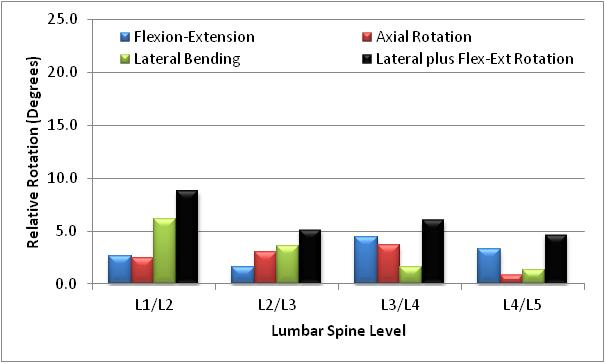 25.0
20.0
15.0
10.0
5.0
0.0
Relative Rotation (Degrees)
Flexion-Extension
Axial Rotation
Lateral Bending
Lateral plus Flex-Ext Rotation
L1/L2
L2/L3
L3/L4
L4/L5
Lumbar Spine Level